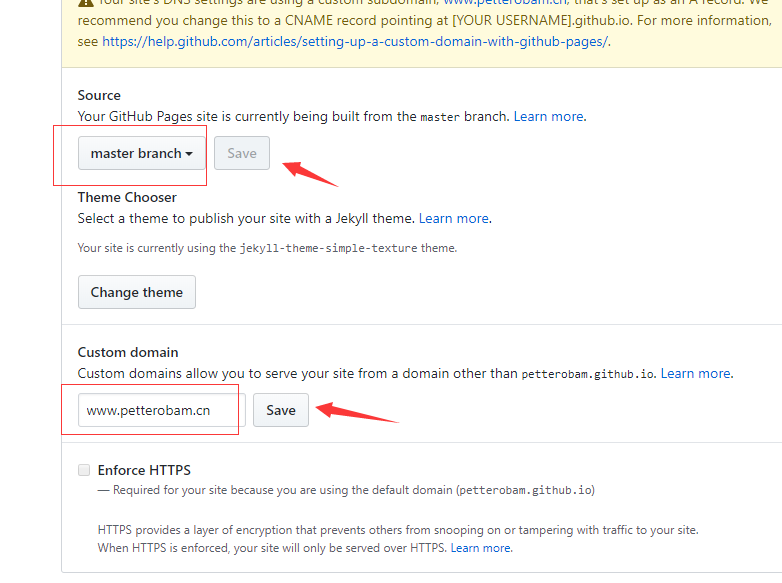 Your site's DNS settings are using a custom subdomain, www.petterobam.cn, that's set up as an A record. We
recommend you change this to a CNAME record pointing at [YOUR USERNAME].github.io. For more information,
see https://help.github.com/articles/setting-up-a-custom-domain-with-github-pages/.
Source
Your GitHub Pages site is currently being built from the master branch. Learn more.
master branch
Save
Theme Chooser
Select a theme to publish your site with a Jekyll theme. Learn more.
Your site is currently using the jekyll-theme-simple-texture theme.
Change theme
Custom domain
Custom domains allow you to serve your site from a domain other than petterobam.github.io. Learn more.
www.petterobam.cn
Save
Enforce HTTPS
— Required for your site because you are using the default domain (petterobam.github.io)
HTTPS provides a layer of encryption that prevents others from snooping on or tampering with traffic to your site.
When HTTPS is enforced, your site will only be served over HTTPS. Learn more.